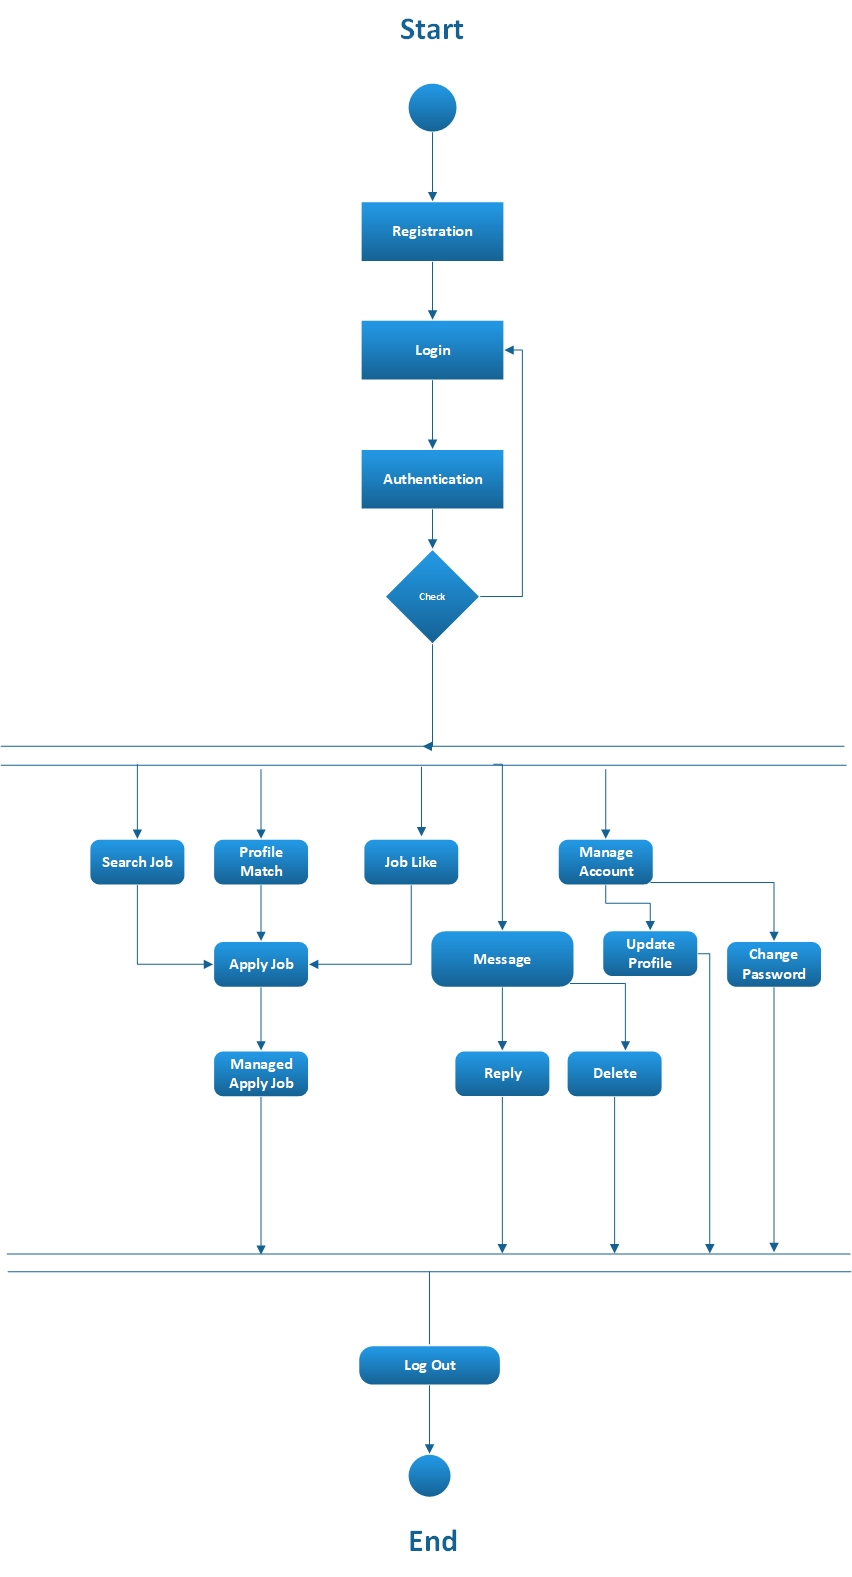 Start
Registration
Login
Authentication
Check
Search Job
Profile
Match
Job Like
Manage
Account
Apply Job
Message
Update
Profile
Change
Password
Managed
Apply Job
Reply
Delete
Log Out
End